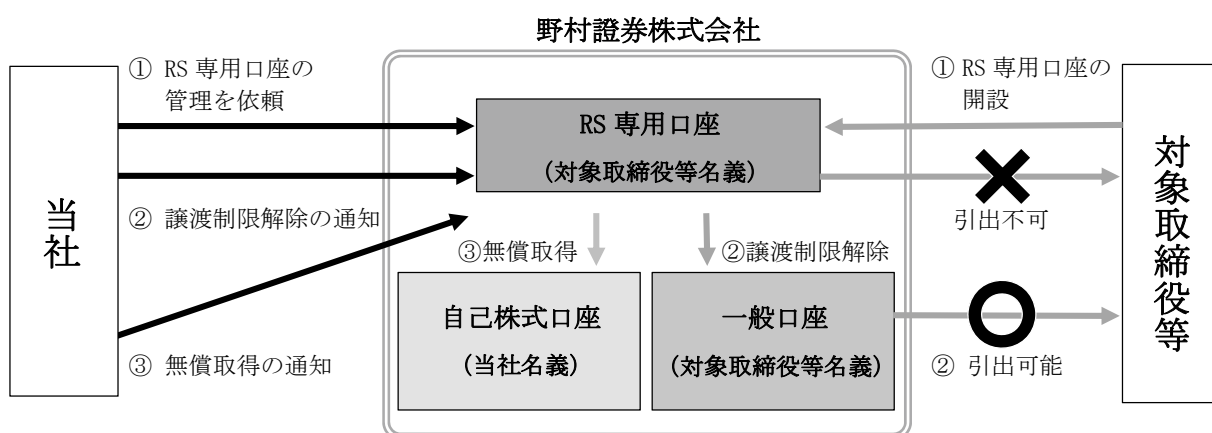 野村證券株式会社
当社
① RS 専用口座の
管理を依頼
② 譲渡制限解除の通知
③ 無償取得の通知
RS 専用口座
(対象取締役等名義)
③無償取得
②譲渡制限解除
自己株式口座
(当社名義)
一般口座
(対象取締役等名義)
① RS 専用口座の
開設
引出不可
② 引出可能
対象取締役等